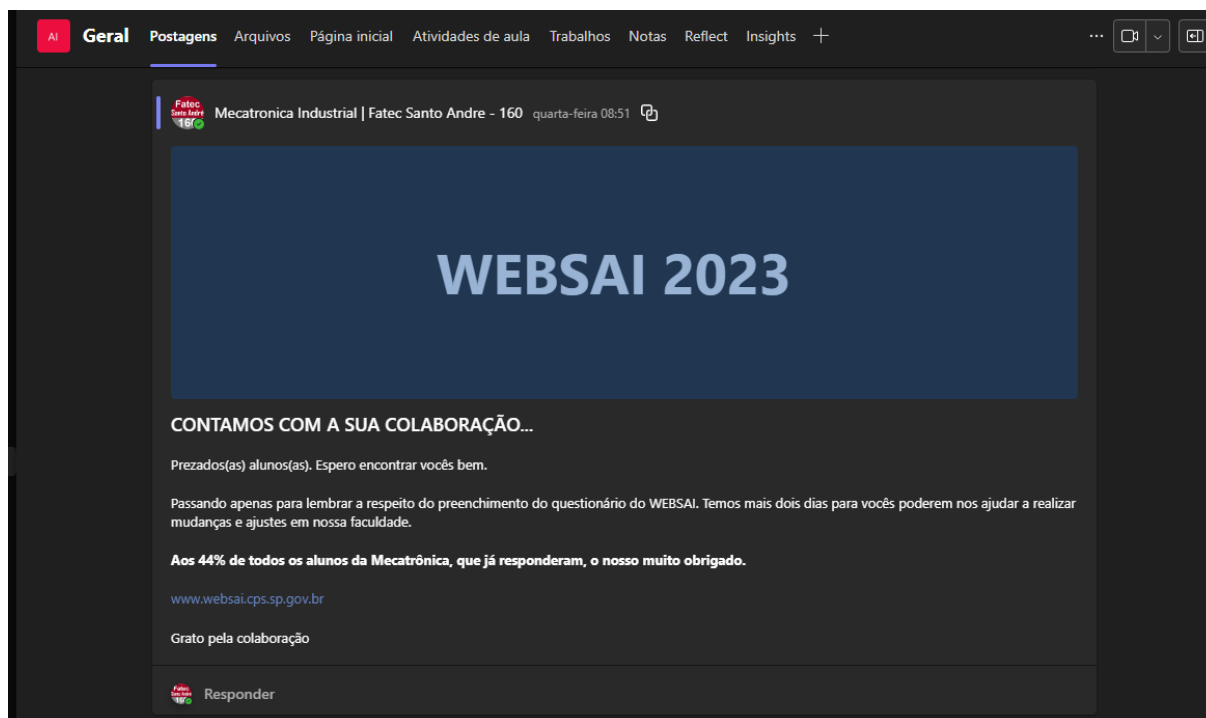 AI Geral Postagens Arquivos Página inicial Atividades de aula Trabalhos Notas Reflect Insights
Fatec
Santo André
160
Mecatronica Industrial | Fatec Santo Andre - 160 quarta-feira 08:51
WEBSAI 2023
CONTAMOS COM A SUA COLABORAÇÃO...
Prezados(as) alunos(as). Espero encontrar vocês bem.
Passando apenas para lembrar a respeito do preenchimento do questionário do WEBSAI. Temos mais dois dias para vocês poderem nos ajudar a realizar
mudanças e ajustes em nossa faculdade.
Aos 44% de todos os alunos da Mecatrônica, que já responderam, o nosso muito obrigado.
www.websai.cps.sp.gov.br
Grato pela colaboração
Responder